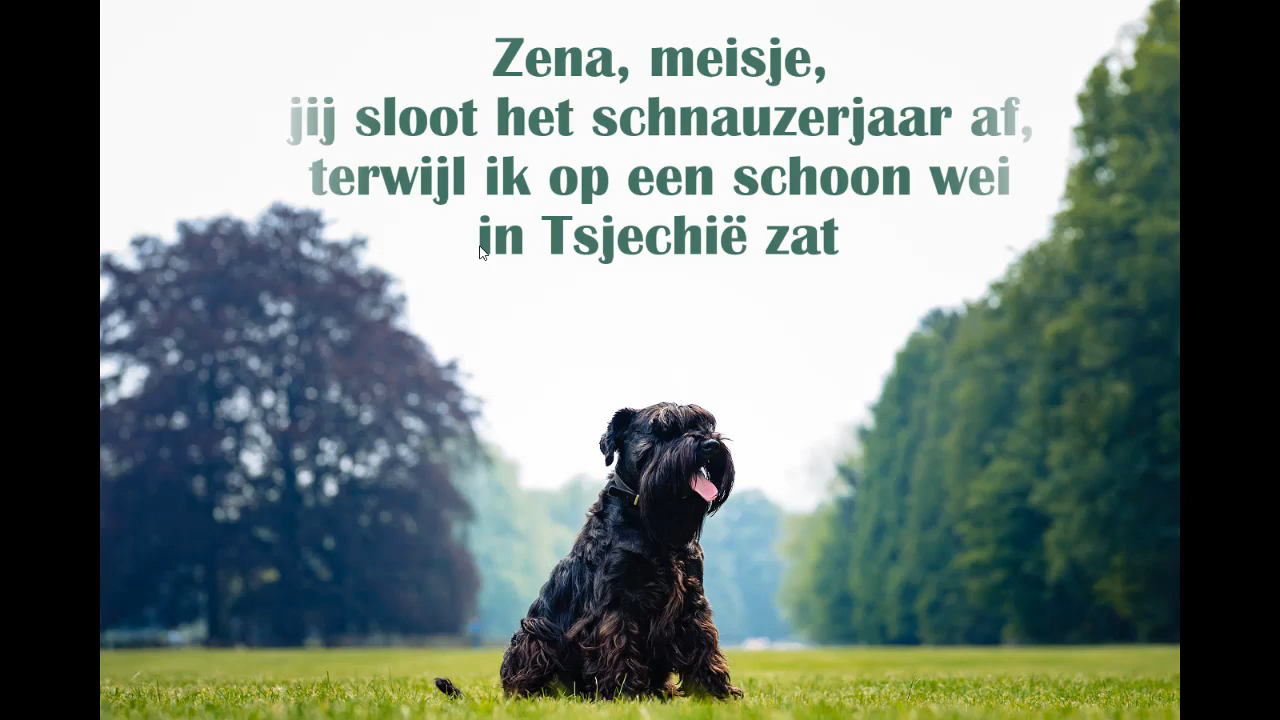 Zena, meisje,
jij sloot het schnauzerjaar af,
terwijl ik op een schoon wei
in Tsjechië zat